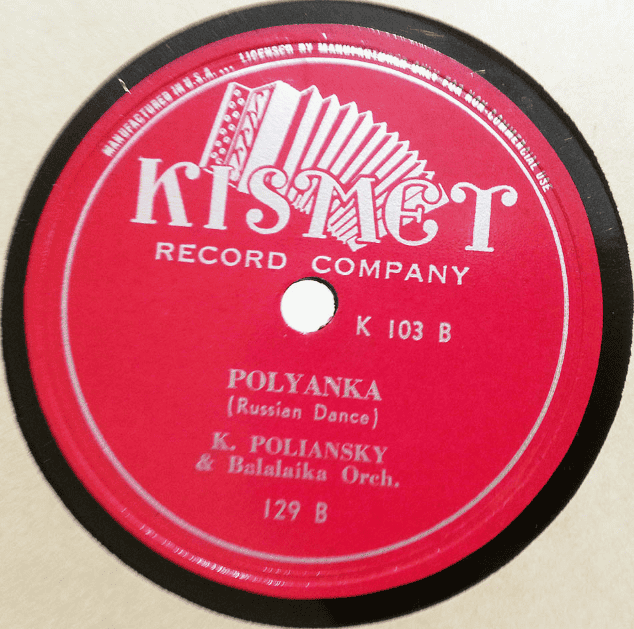 MANUFACTURED IN U.S.A. ... LICENSED BY MANUFACTURER ONLY FOR NON-COMMERCIAL USE
KISMET
RECORD COMPANY
K 103 B
POLYANKA
(Russian Dance)
K. POLIANSKY
& Balalaika Orch.
129 B